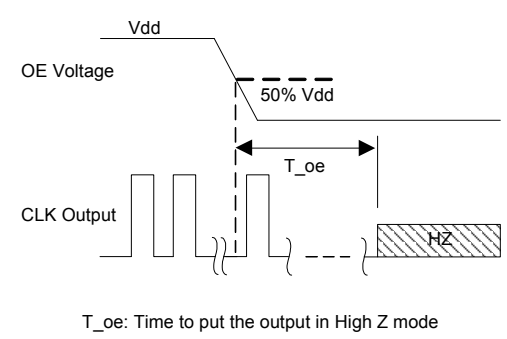 Vdd
OE Voltage
50% Vdd
T_oe
CLK Output
HZ
T_oe: Time to put the output in High Z mode